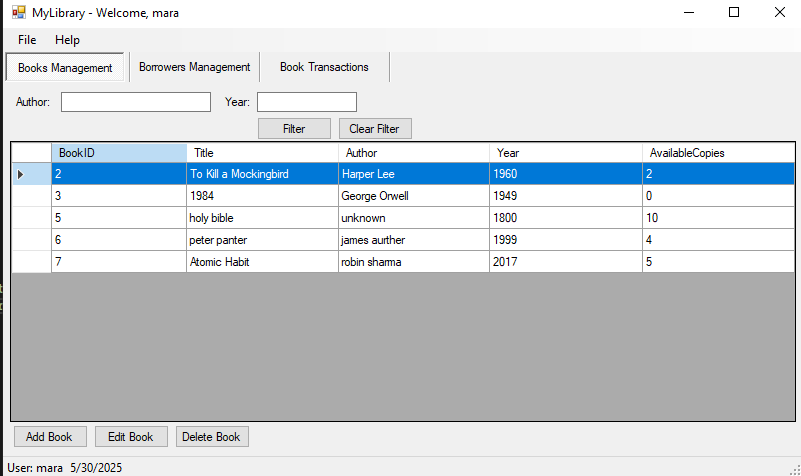 MyLibrary - Welcome, mara
File Help
Books Management Borrowers Management Book Transactions
Author: Year:
Filter Clear Filter
BookID Title Author Year AvailableCopies
2 To Kill a Mockingbird Harper Lee 1960 2
3 1984 George Orwell 1949 0
5 holy bible unknown 1800 10
6 peter panter james aurther 1999 4
7 Atomic Habit robin sharma 2017 5
Add Book Edit Book Delete Book
User: mara 5/30/2025